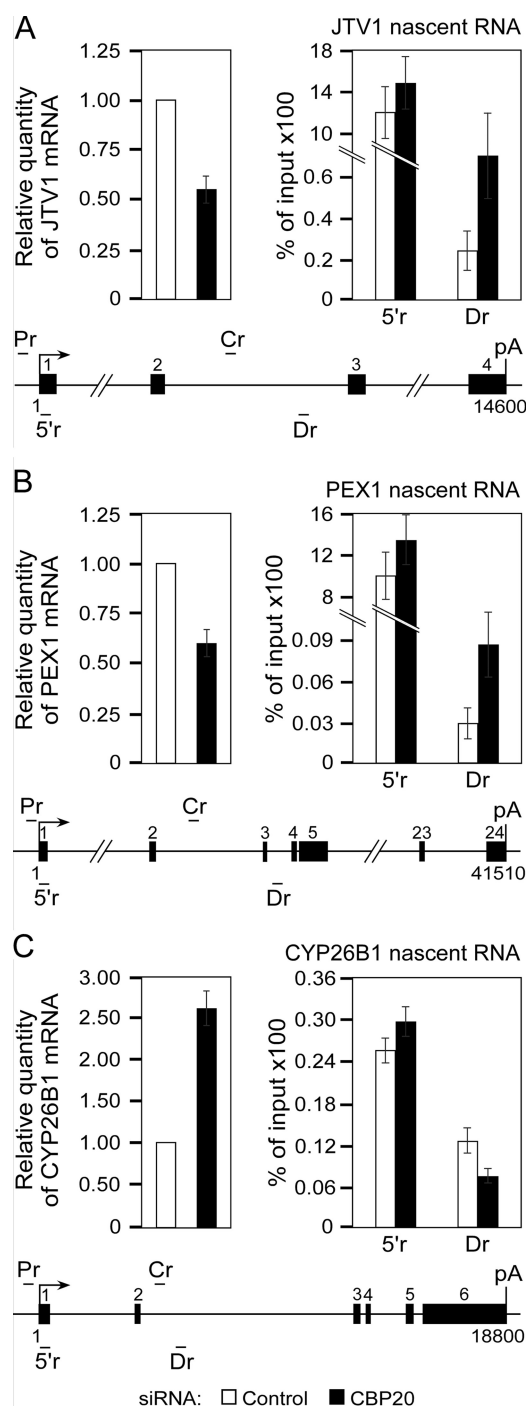 A
JTV1 nascent RNA
Relative quantity
of JTV1 mRNA
1.25
1.00
0.75
0.50
0.25
0
% of input x100
18
14
10
0.6
0.4
0.2
0
5'r Dr
Pr Cr pA
1 2 3 4
1 14600
5'r Dr
B
PEX1 nascent RNA
Relative quantity
of PEX1 mRNA
1.25
1.00
0.75
0.50
0.25
0
% of input x100
16
12
8
0.09
0.06
0.03
0
5'r Dr
Pr Cr pA
1 2 3 4 5 23 24
1 41510
5'r Dr
C
CYP26B1 nascent RNA
Relative quantity
of CYP26B1 mRNA
3.00
2.50
2.00
1.50
1.00
0.50
0
% of input x100
0.36
0.30
0.24
0.18
0.12
0.06
0
5'r Dr
Pr Cr pA
1 2 3 4 5 6
1 18800
5'r Dr
siRNA: Control CBP20